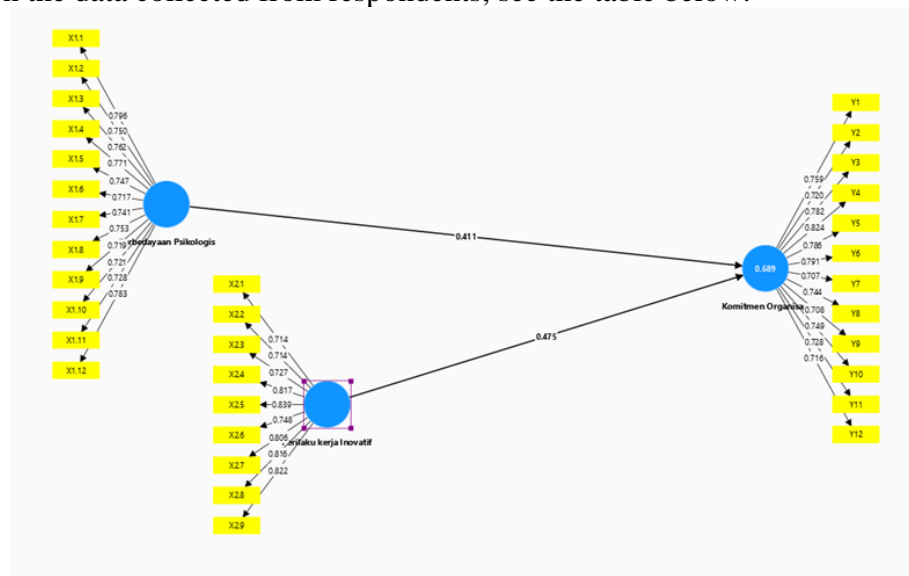 n the data collected from respondents, see the table below.
X1.1
X1.2
X1.3
X1.4
X1.5
X1.6
X1.7
X1.8
X1.9
X1.10
X1.11
X1.12
0.796
0.750
0.762
0.771
0.747
0.717
0.741
0.753
0.719
0.721
0.728
0.783
rbedayaan Psikologis
0.411
X2.1
X2.2
X2.3
X2.4
X2.5
X2.6
X2.7
X2.8
X2.9
0.714
0.714
0.727
0.817
0.839
0.748
0.806
0.816
0.822
erilaku kerja Inovatif
0.475
0.689
Komitmen Organisa
0.759
0.720
0.782
0.824
0.786
0.791
0.707
0.744
0.708
0.749
0.728
0.716
Y1
Y2
Y3
Y4
Y5
Y6
Y7
Y8
Y9
Y10
Y11
Y12